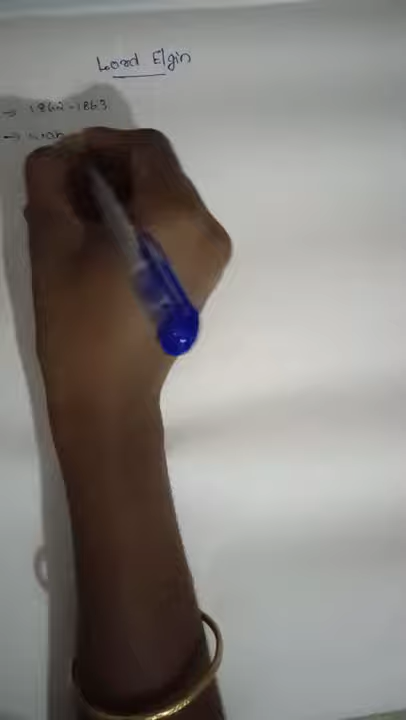 Lord Elgin
→ 1862-1863
→